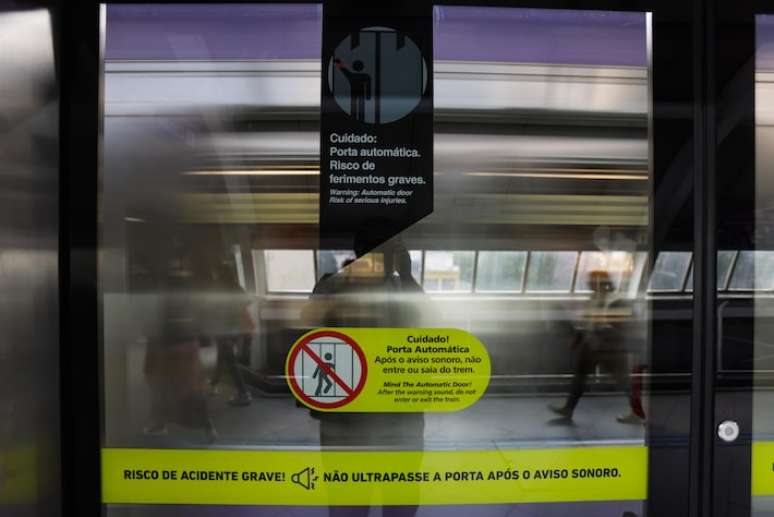 Cuidado:
Porta automática.
Risco de
ferimentos graves.
Warning: Automatic door
Risk of serious injuries.
Cuidado!
Porta Automática
Após o aviso sonoro, não
entre ou saia do trem.
Mind The Automatic Door!
After the warning sound, do not
enter or exit the train.
RISCO DE ACIDENTE GRAVE! NÃO ULTRAPASSE A PORTA APÓS O AVISO SONORO.